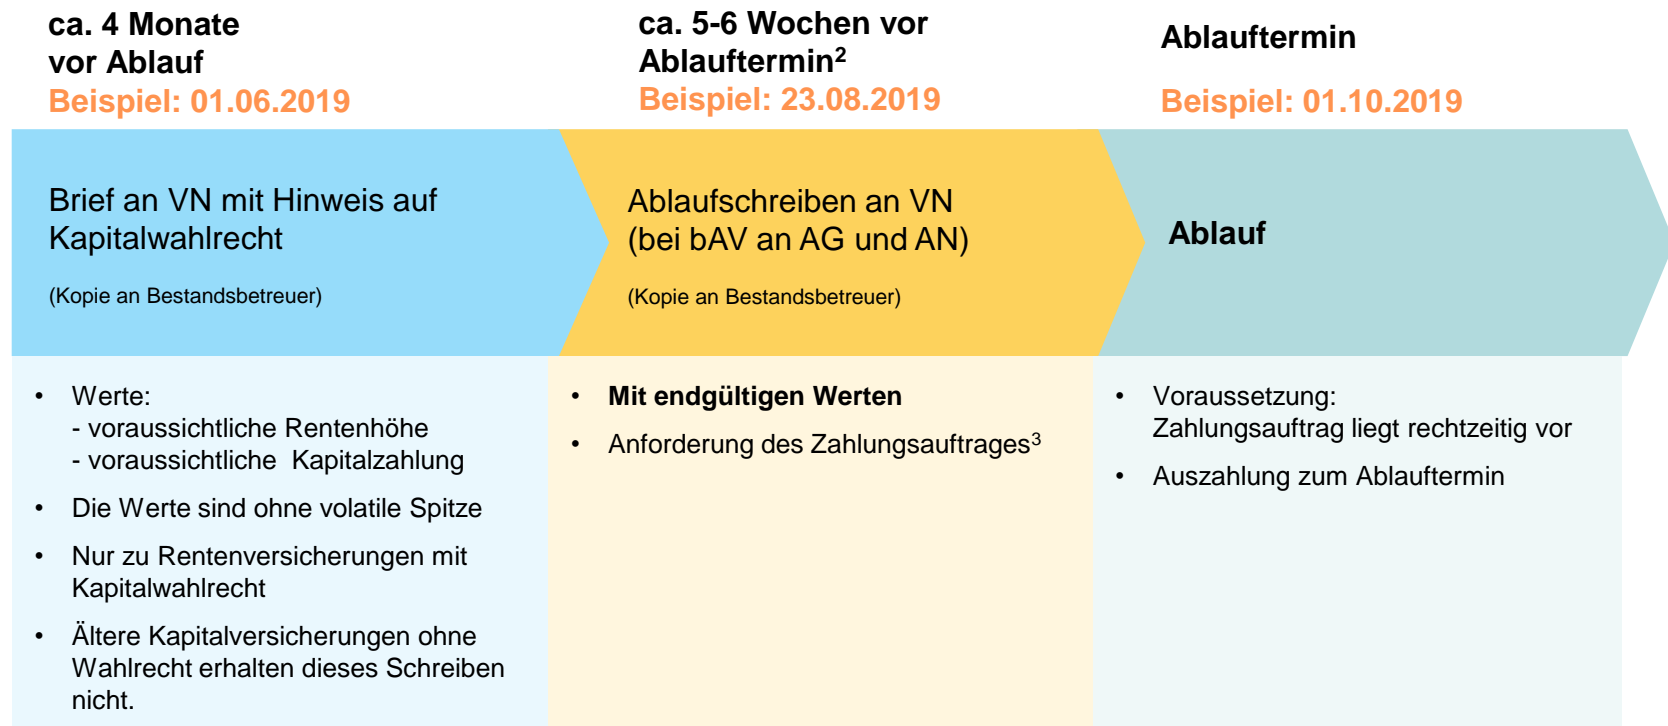 ca. 4 Monate
vor Ablauf
Beispiel: 01.06.2019
ca. 5-6 Wochen vor
Ablauftermin²
Beispiel: 23.08.2019
Ablauftermin
Beispiel: 01.10.2019
Brief an VN mit Hinweis auf
Kapitalwahlrecht
(Kopie an Bestandsbetreuer)
Ablaufschreiben an VN
(bei bAV an AG und AN)
(Kopie an Bestandsbetreuer)
Ablauf
• Werte:
- voraussichtliche Rentenhöhe
- voraussichtliche Kapitalzahlung
• Die Werte sind ohne volatile Spitze
• Nur zu Rentenversicherungen mit
Kapitalwahlrecht
• Ältere Kapitalversicherungen ohne
Wahlrecht erhalten dieses Schreiben
nicht.
• Mit endgültigen Werten
• Anforderung des Zahlungsauftrages³
• Voraussetzung:
Zahlungsauftrag liegt rechtzeitig vor
• Auszahlung zum Ablauftermin